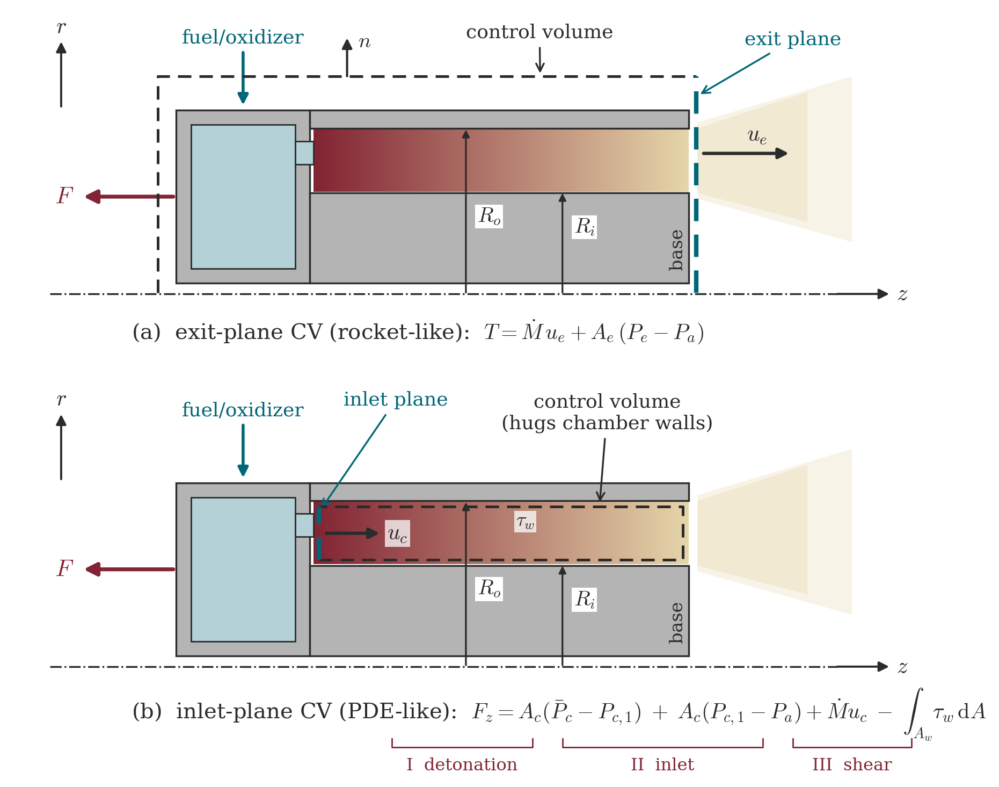 r
fuel/oxidizer
n
control volume
exit plane
u_e
F
R_o
R_i
base
z
(a) exit-plane CV (rocket-like): T = Ṁ u_e + A_e (P_e − P_a)
r
fuel/oxidizer
inlet plane
control volume
(hugs chamber walls)
τ_w
u_c
F
R_o
R_i
base
z
(b) inlet-plane CV (PDE-like): F_z = A_c(P̄_c − P_{c,1}) + A_c(P_{c,1} − P_a) + Ṁu_c − ∫_{A_w} τ_w dA
I detonation
II inlet
III shear